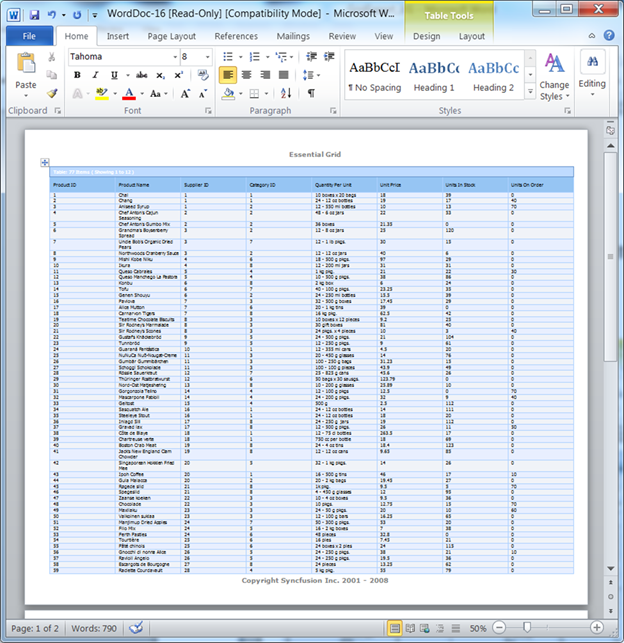 WordDoc-16 [Read-Only] [Compatibility Mode] - Microsoft W...
Table Tools
File Home Insert Page Layout References Mailings Review View Design Layout
Tahoma 8
Paste
B I U abc x₂ x²
Aa A A
AaBbCcI AaBbCc AaBbCc
¶ No Spacing Heading 1 Heading 2
Change Styles
Editing
Clipboard Font Paragraph Styles
Essential Grid
Product ID Product Name Supplier ID Category ID Quantity Per Unit Unit Price Units In Stock Units On Order
1 Chai 1 1 10 boxes x 20 bags 18 39 0
2 Chang 1 1 24 - 12 oz bottles 19 17 40
3 Aniseed Syrup 1 2 12 - 550 ml bottles 10 13 70
4 Chef Anton's Cajun 2 2 48 - 6 oz jars 22 53 0
Seasoning
5 Chef Anton's Gumbo Mix 2 2 36 boxes 21.35 0 0
6 Grandma's Boysenberry 3 2 12 - 8 oz jars 25 120 0
Spread
7 Uncle Bob's Organic Dried 3 7 12 - 1 lb pkgs. 30 15 0
Pears
8 Northwoods Cranberry Sauce 3 2 12 - 12 oz jars 40 6 0
9 Mishi Kobe Niku 4 6 18 - 500 g pkgs. 97 29 0
10 Ikura 4 8 12 - 200 ml jars 31 31 0
11 Queso Cabrales 5 4 1 kg pkg. 21 22 30
12 Queso Manchego La Pastora 5 4 10 - 500 g pkgs. 38 86 0
13 Konbu 6 8 2 kg box 6 24 0
14 Tofu 6 7 40 - 100 g pkgs. 23.25 35 0
15 Genen Shouyu 6 2 24 - 250 ml bottles 15.5 39 0
16 Pavlova 7 3 32 - 500 g boxes 17.45 29 0
17 Alice Mutton 7 6 20 - 1 kg tins 39 0 0
18 Carnarvon Tigers 7 8 16 kg pkg. 62.5 42 0
19 Teatime Chocolate Biscuits 8 3 10 boxes x 12 pieces 9.2 25 0
20 Sir Rodney's Marmalade 8 3 30 gift boxes 81 40 0
21 Sir Rodney's Scones 8 3 24 pkgs. x 4 pieces 10 3 40
22 Gustaf's Knäckebröd 9 5 24 - 500 g pkgs. 21 104 0
23 Tunnbröd 9 5 12 - 250 g pkgs. 9 61 0
24 Guaraná Fantástica 10 1 12 - 355 ml cans 4.5 20 0
25 NuNuCa Nuß-Nougat-Creme 11 3 20 - 450 g glasses 14 76 0
26 Gumbär Gummibärchen 11 3 100 - 250 g bags 31.23 15 0
27 Schoggi Schokolade 11 3 100 - 100 g pieces 43.9 49 0
28 Rössle Sauerkraut 12 7 25 - 825 g cans 45.6 26 0
29 Thüringer Rostbratwurst 12 6 50 bags x 30 sausgs. 123.79 0 0
30 Nord-Ost Matjeshering 13 8 10 - 200 g glasses 25.89 10 0
31 Gorgonzola Telino 14 4 12 - 100 g pkgs 12.5 0 70
32 Mascarpone Fabioli 14 4 24 - 200 g pkgs. 32 9 40
33 Geitost 15 4 500 g 2.5 112 0
34 Sasquatch Ale 16 1 24 - 12 oz bottles 14 111 0
35 Steeleye Stout 16 1 24 - 12 oz bottles 18 20 0
36 Inlagd Sill 17 8 24 - 250 g jars 19 112 0
37 Gravad lax 17 8 12 - 500 g pkgs. 26 11 50
38 Côte de Blaye 18 1 12 - 75 cl bottles 263.5 17 0
39 Chartreuse verte 18 1 750 cc per bottle 18 69 0
40 Boston Crab Meat 19 8 24 - 4 oz tins 18.4 123 0
41 Jack's New England Clam 19 8 12 - 12 oz cans 9.65 85 0
Chowder
42 Singaporean Hokkien Fried 20 5 32 - 1 kg pkgs. 14 26 0
Mee
43 Ipoh Coffee 20 1 16 - 500 g tins 46 17 10
44 Gula Malacca 20 2 20 - 2 kg bags 19.45 27 0
45 Røgede sild 21 8 1k pkg. 9.5 5 70
46 Spegesild 21 8 4 - 450 g glasses 12 95 0
47 Zaanse koeken 22 3 10 - 4 oz boxes 9.5 36 0
48 Chocolade 22 3 10 pkgs. 12.75 15 70
49 Maxilaku 23 3 24 - 50 g pkgs. 20 10 60
50 Valkoinen suklaa 23 3 12 - 100 g bars 16.25 65 0
51 Manjimup Dried Apples 24 7 50 - 300 g pkgs. 53 20 0
52 Filo Mix 24 5 16 - 2 kg boxes 7 38 0
53 Perth Pasties 24 6 48 pieces 32.8 0 0
54 Tourtière 25 6 16 pies 7.45 21 0
55 Pâté chinois 25 6 24 boxes x 2 pies 24 115 0
56 Gnocchi di nonna Alice 26 5 24 - 250 g pkgs. 38 21 10
57 Ravioli Angelo 26 5 24 - 250 g pkgs. 19.5 36 0
58 Escargots de Bourgogne 27 8 24 pieces 13.25 62 0
59 Raclette Courdavault 28 4 5 kg pkg. 55 79 0
Copyright Syncfusion Inc. 2001 - 2008
Page: 1 of 2 Words: 790 50%